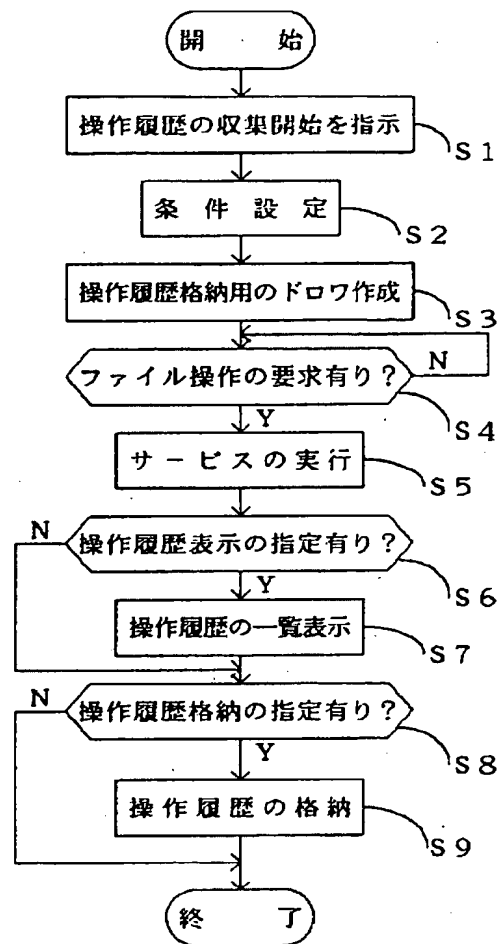 開 始
操作履歴の収集開始を指示
S1
条件設定
S2
操作履歴格納用のドロワ作成
S3
ファイル操作の要求有り?
N
S4
Y
サービスの実行
S5
N
操作履歴表示の指定有り?
S6
Y
操作履歴の一覧表示
S7
N
操作履歴格納の指定有り?
S8
Y
操作履歴の格納
S9
終 了